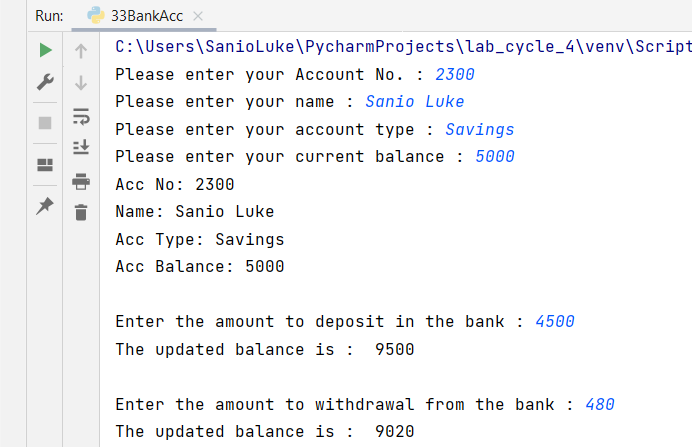 Run: 33BankAcc
C:\Users\SanioLuke\PycharmProjects\lab_cycle_4\venv\Script
Please enter your Account No. : 2300
Please enter your name : Sanio Luke
Please enter your account type : Savings
Please enter your current balance : 5000
Acc No: 2300
Name: Sanio Luke
Acc Type: Savings
Acc Balance: 5000
Enter the amount to deposit in the bank : 4500
The updated balance is :  9500
Enter the amount to withdrawal from the bank : 480
The updated balance is :  9020